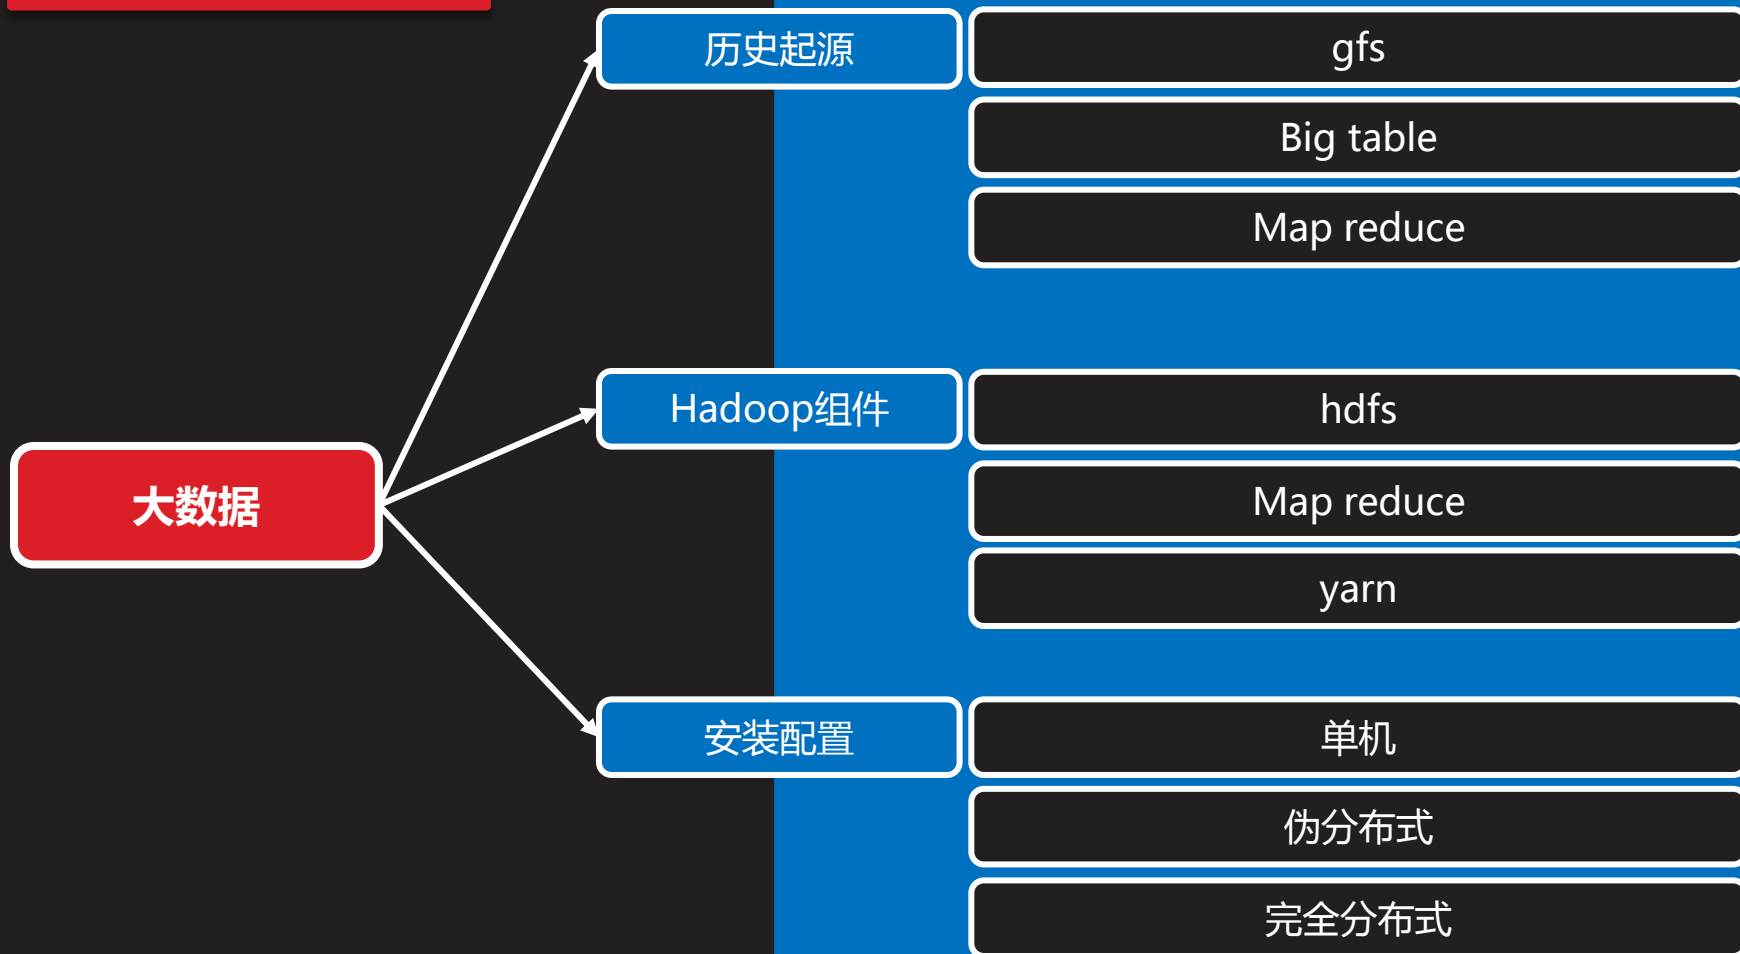 历史起源
gfs
Big table
Map reduce
Hadoop组件
hdfs
Map reduce
yarn
大数据
安装配置
单机
伪分布式
完全分布式